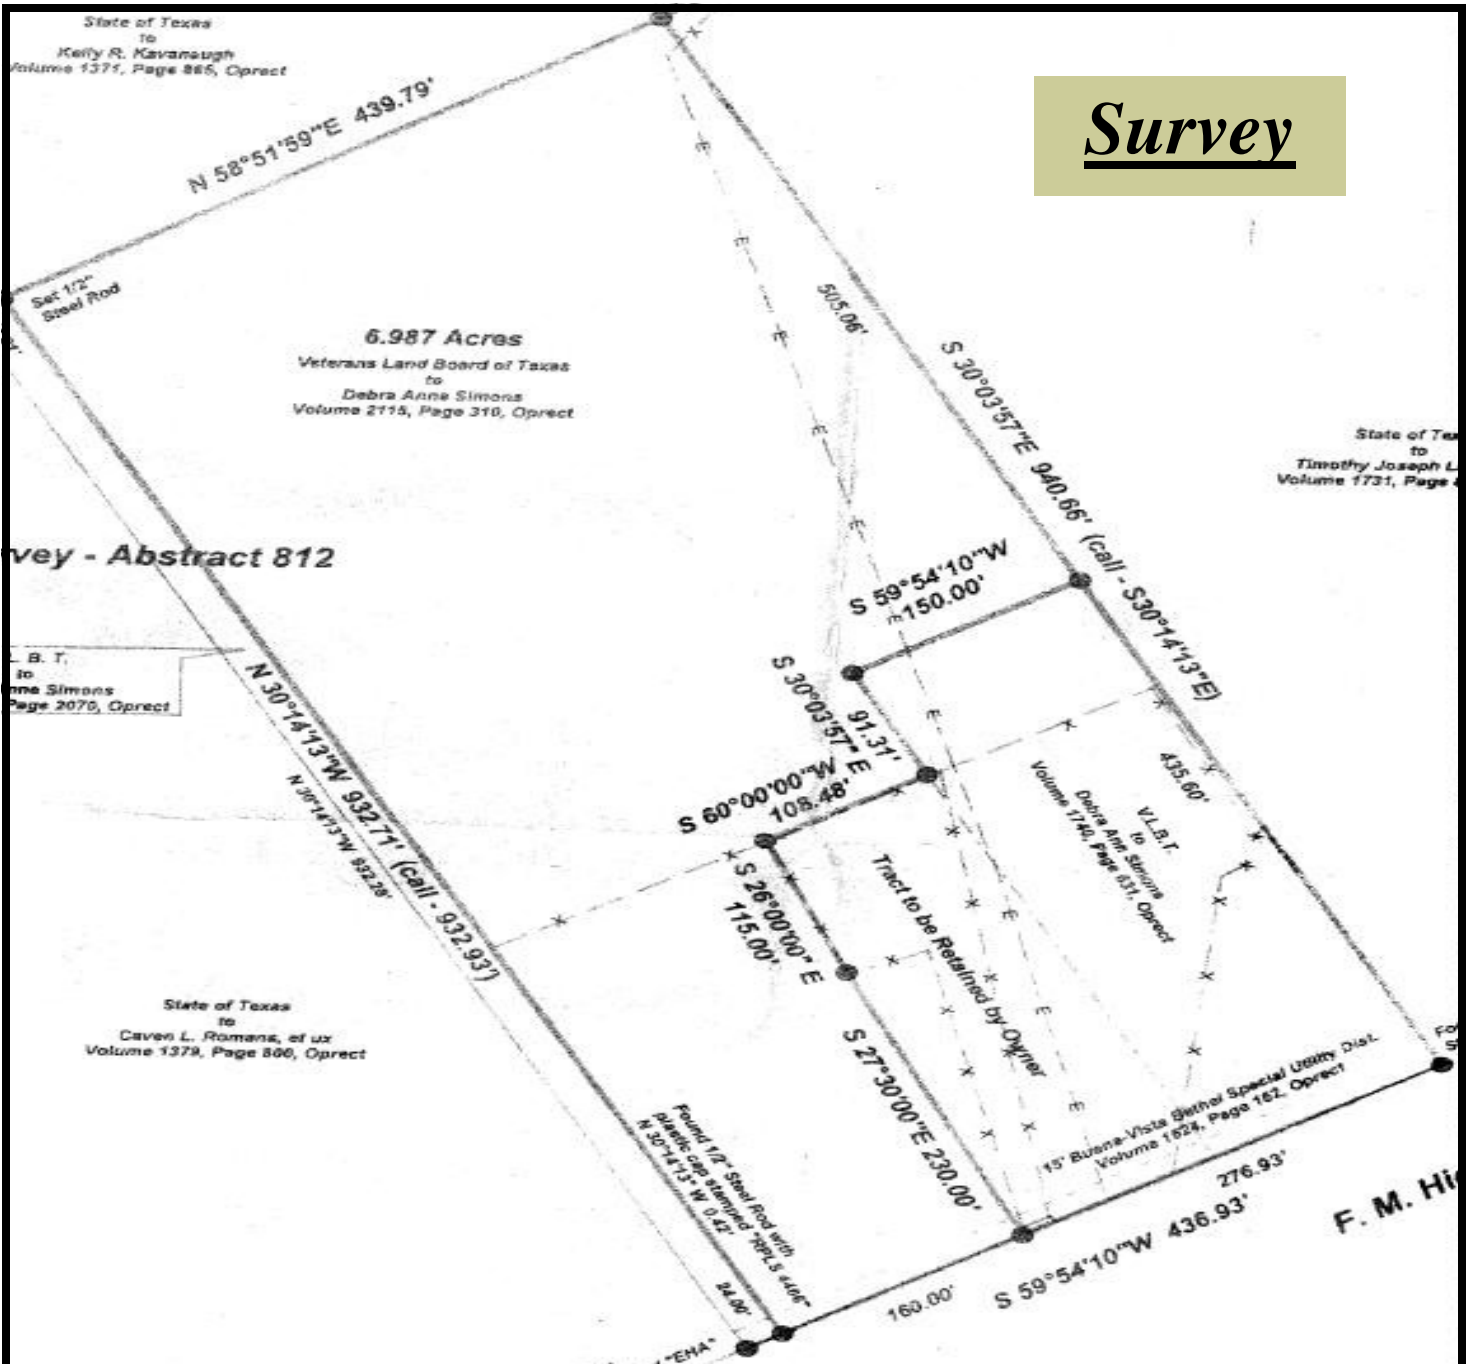 State of Texas
to
Kelly R. Kavanaugh
Volume 1371, Page 865, Oprect
N 58°51'59"E 439.79'
Survey
Set 1/2"
Steel Rod
505.06'
6.987 Acres
Veterans Land Board of Texas
to
Debra Anne Simons
Volume 2115, Page 310, Oprect
S 30°03'57"E 940.66' (call - S30°14'13"E)
State of Te
to
Timothy Joseph L
Volume 1731, Page
vey - Abstract 812
S 59°54'10"W
150.00'
. B. T.
to
nne Simons
Page 2070, Oprect
N 30°14'13"W 932.71' (call - 932.93')
N 30°14'13"W 932.28'
S 30°03'57" E
91.31'
S 60°00'00"W
108.48'
435.60'
V.L.B.T.
to
Debra Ann Simons
Volume 1740, Page 631, Oprect
Tract to be Retained by Owner
S 26°00'00" E
115.00'
State of Texas
to
Caven L. Romans, et ux
Volume 1379, Page 800, Oprect
S 27°30'00"E 230.00'
15' Buena-Vista Bethel Special Utility Dist.
Volume 1524, Page 162, Oprect
Found 1/2" Steel Rod with
plastic cap stamped "RPLS 4466"
N 30°14'13" W 0.42'
276.93'
S 59°54'10"W 436.93'
F. M. Hi
160.00'
24.00'
"EHA"